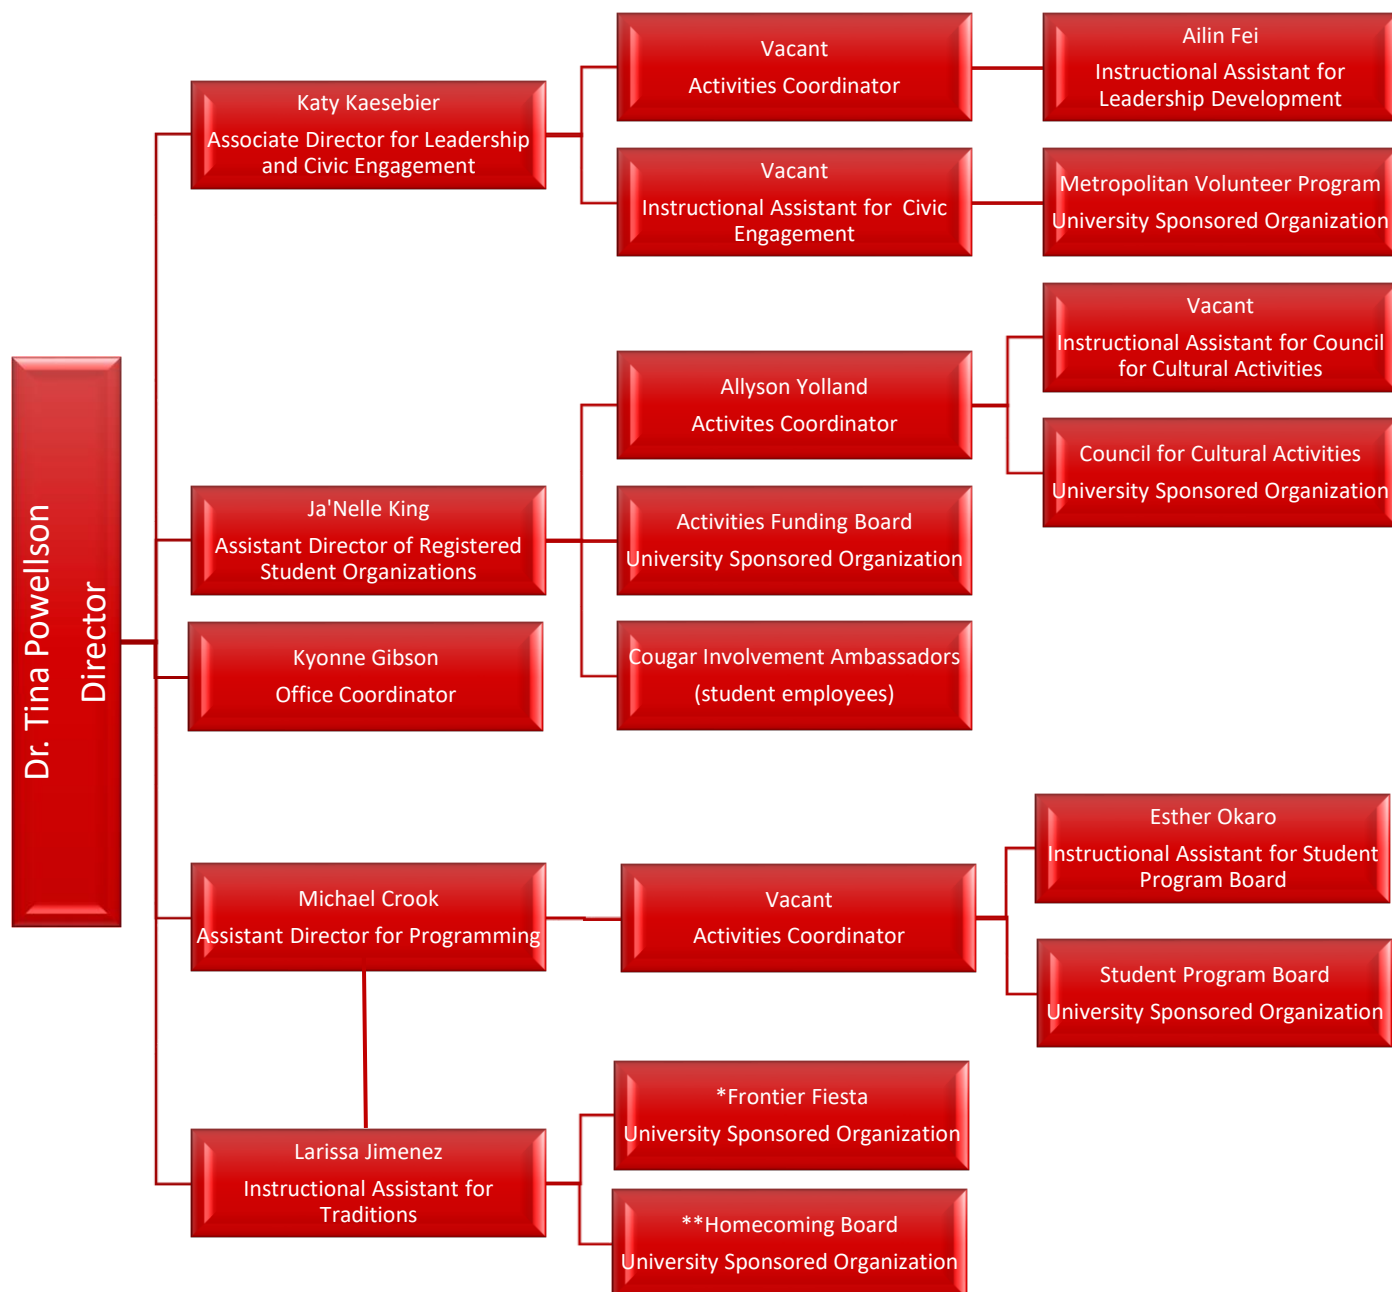 Dr. Tina Powellson
Director
Katy Kaesebier
Associate Director for Leadership
and Civic Engagement
Vacant
Activities Coordinator
Ailin Fei
Instructional Assistant for
Leadership Development
Vacant
Instructional Assistant for Civic
Engagement
Metropolitan Volunteer Program
University Sponsored Organization
Ja'Nelle King
Assistant Director of Registered
Student Organizations
Allyson Yolland
Activites Coordinator
Vacant
Instructional Assistant for Council
for Cultural Activities
Council for Cultural Activities
University Sponsored Organization
Activities Funding Board
University Sponsored Organization
Cougar Involvement Ambassadors
(student employees)
Kyonne Gibson
Office Coordinator
Michael Crook
Assistant Director for Programming
Vacant
Activities Coordinator
Esther Okaro
Instructional Assistant for Student
Program Board
Student Program Board
University Sponsored Organization
Larissa Jimenez
Instructional Assistant for
Traditions
*Frontier Fiesta
University Sponsored Organization
**Homecoming Board
University Sponsored Organization